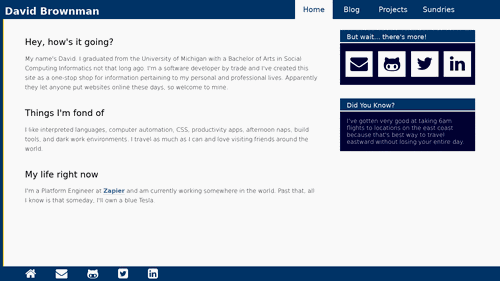 David Brownman
Home Blog Projects Sundries
Hey, how's it going?
My name's David. I graduated from the University of Michigan with a Bachelor of Arts in Social
Computing Informatics not that long ago. I'm a software developer by trade and I've created this
site as a one-stop shop for information pertaining to my personal and professional lives. Apparently
they let anyone put websites online these days, so welcome to mine.
Things I'm fond of
I like interpreted languages, computer automation, CSS, productivity apps, afternoon naps, build
tools, and dark work environments. I travel as much as I can and love visiting friends around the
world.
My life right now
I'm a Platform Engineer at Zapier and am currently working somewhere in the world. Past that, all
I know is that someday, I'll own a blue Tesla.
But wait... there's more!
Did You Know?
I've gotten very good at taking 6am
flights to locations on the east coast
because that's best way to travel
eastward without losing your entire day.